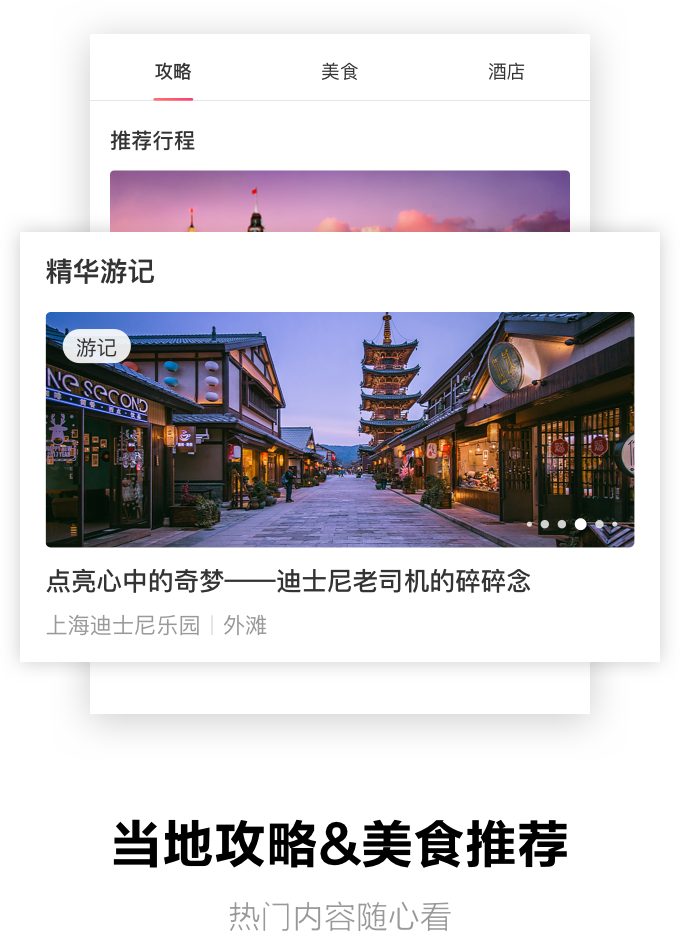 攻略
美食
酒店
推荐行程
精华游记
游记
NE SECOND
点亮心中的奇梦——迪士尼老司机的碎碎念
上海迪士尼乐园｜外滩
当地攻略&美食推荐
热门内容随心看